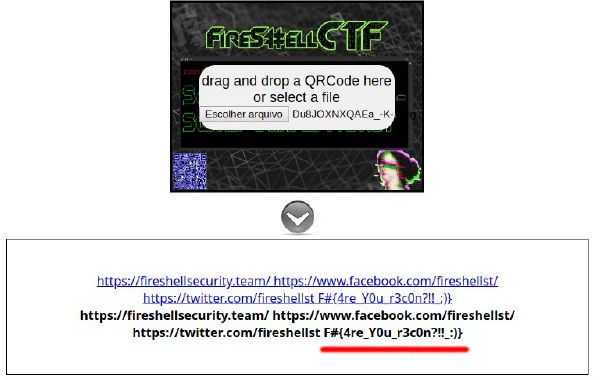 FIRESHELLCTF
drag and drop a QRCode here
or select a file
Escolher arquivo Du8JOXNXQAEa_-K-
https://fireshellsecurity.team/ https://www.facebook.com/fireshellst/
https://twitter.com/fireshellst F#{4re_Y0u_r3c0n?!!_:)}
https://fireshellsecurity.team/ https://www.facebook.com/fireshellst/
https://twitter.com/fireshellst F#{4re_Y0u_r3c0n?!!_:)}